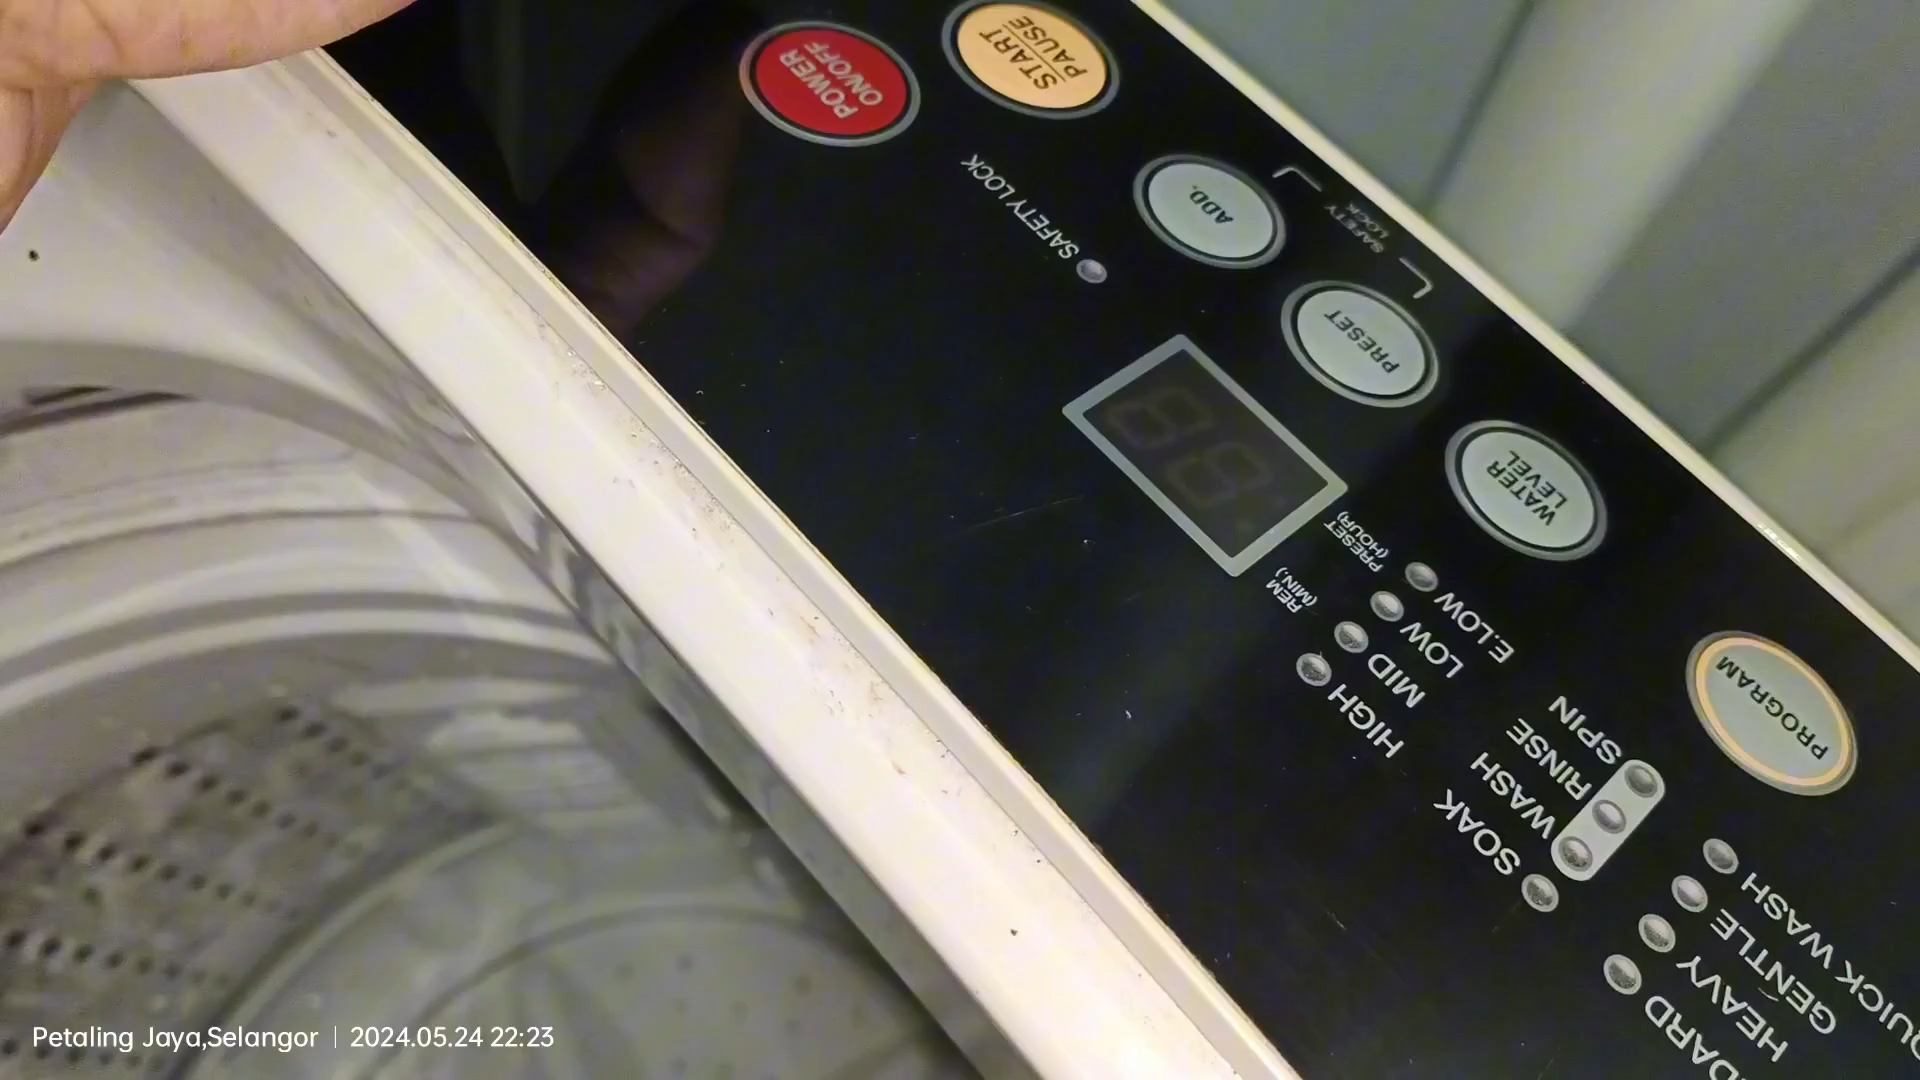 POWER
ON/OFF
START
PAUSE
SAFETY LOCK
ADD.
SAFETY
LOCK
PRESET
WATER
LEVEL
PRESET
(HOUR)
REM
(MIN.)
E.LOW
LOW
MID
HIGH
PROGRAM
SPIN
RINSE
WASH
SOAK
QUICK WASH
GENTLE
HEAVY
Petaling Jaya,Selangor | 2024.05.24 22:23